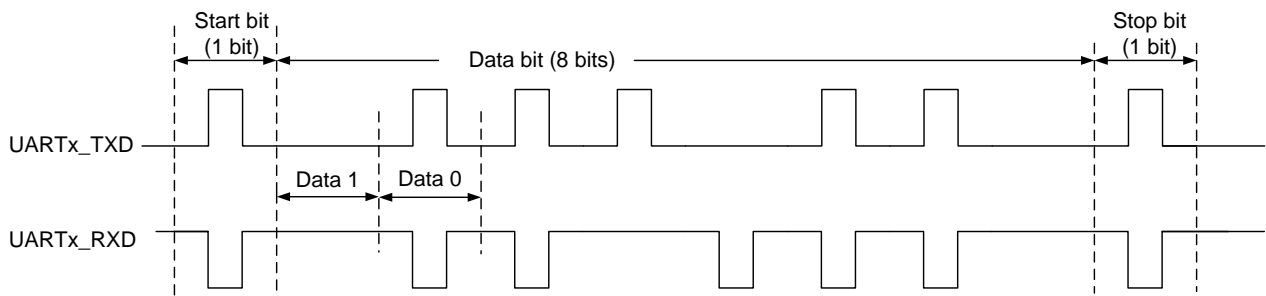 Start bit
(1 bit)
Data bit (8 bits)
Stop bit
(1 bit)
UARTx_TXD
Data 1
Data 0
UARTx_RXD